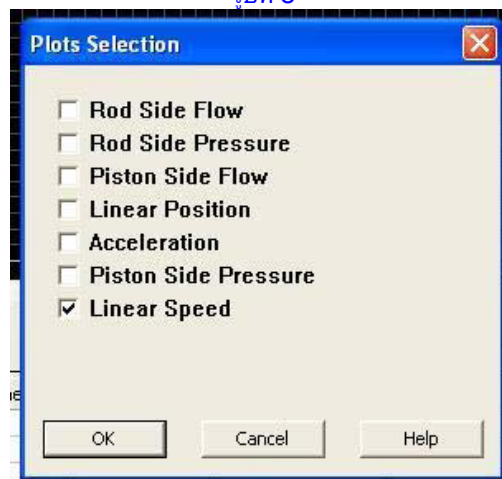 Plots Selection
Rod Side Flow
Rod Side Pressure
Piston Side Flow
Linear Position
Acceleration
Piston Side Pressure
Linear Speed
OK Cancel Help